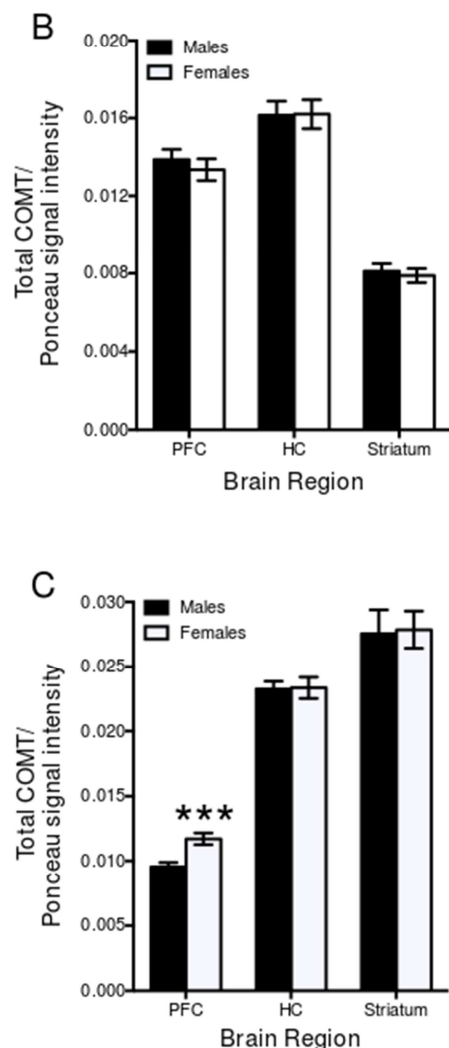 B
0.020
Males
Females
0.016
0.012
0.008
0.004
0.000
Total COMT/
Ponceau signal intensity
PFC HC Striatum
Brain Region
C
0.030
Males
Females
0.025
0.020
0.015
***
0.010
0.005
0.000
Total COMT/
Ponceau signal intensity
PFC HC Striatum
Brain Region